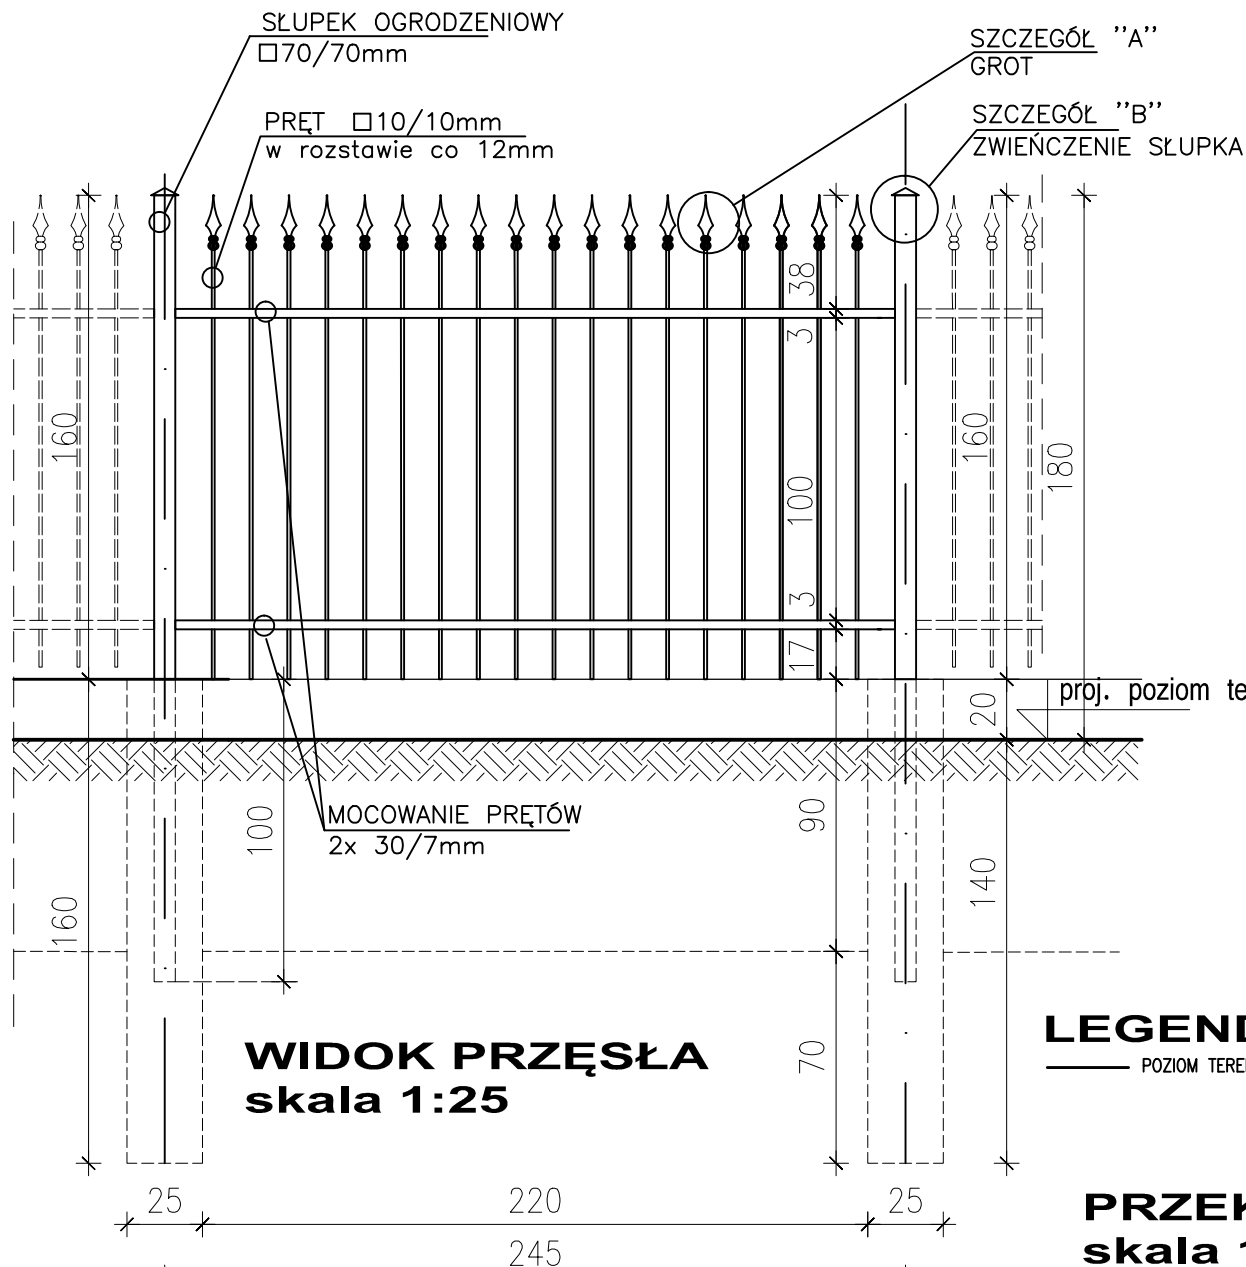 SŁUPEK OGRODZENIOWY
□70/70mm
PRĘT □10/10mm
w rozstawie co 12mm
SZCZEGÓŁ ’’A’’
GROT
SZCZEGÓŁ ’’B’’
ZWIEŃCZENIE SŁUPKA
38
3
160
160
180
100
3
17
20
proj. poziom te
MOCOWANIE PRĘTÓW
2x 30/7mm
100
90
140
160
WIDOK PRZĘSŁA
skala 1:25
70
LEGEND
POZIOM TERE
25
220
25
245
PRZEK
skala 1